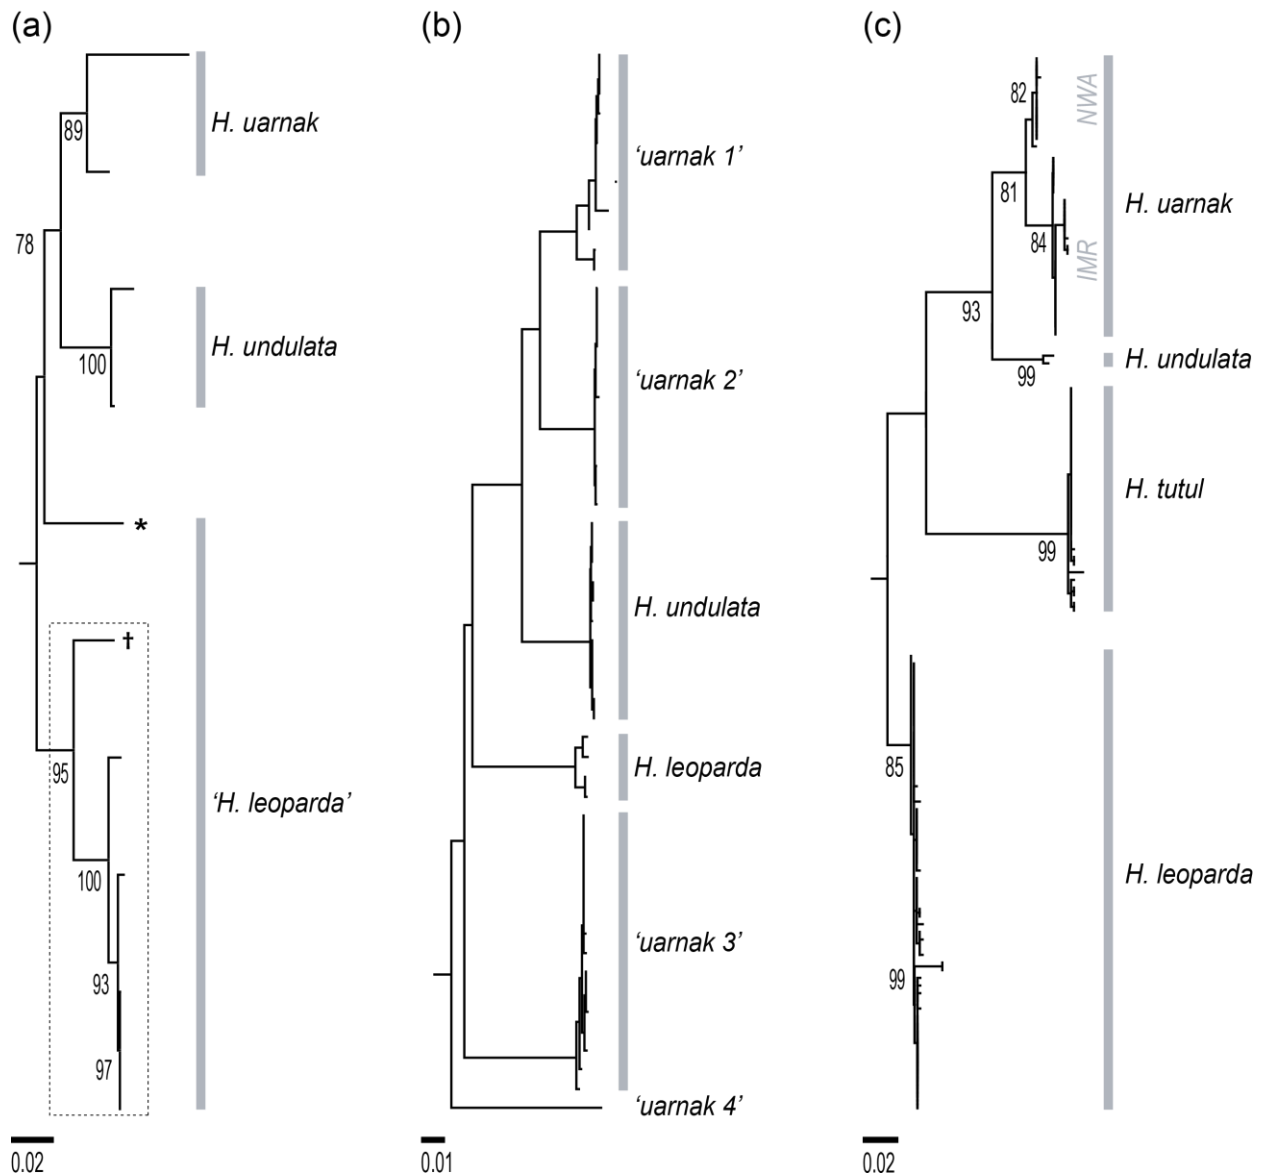 (a)
89
H. uarnak
78
100
H. undulata
*
†
95
100
93
97
‘H. leoparda’
0.02
(b)
‘uarnak 1’
‘uarnak 2’
H. undulata
H. leoparda
‘uarnak 3’
‘uarnak 4’
0.01
(c)
82
NWA
81
H. uarnak
84
IMR
93
99
H. undulata
H. tutul
99
85
H. leoparda
99
0.02